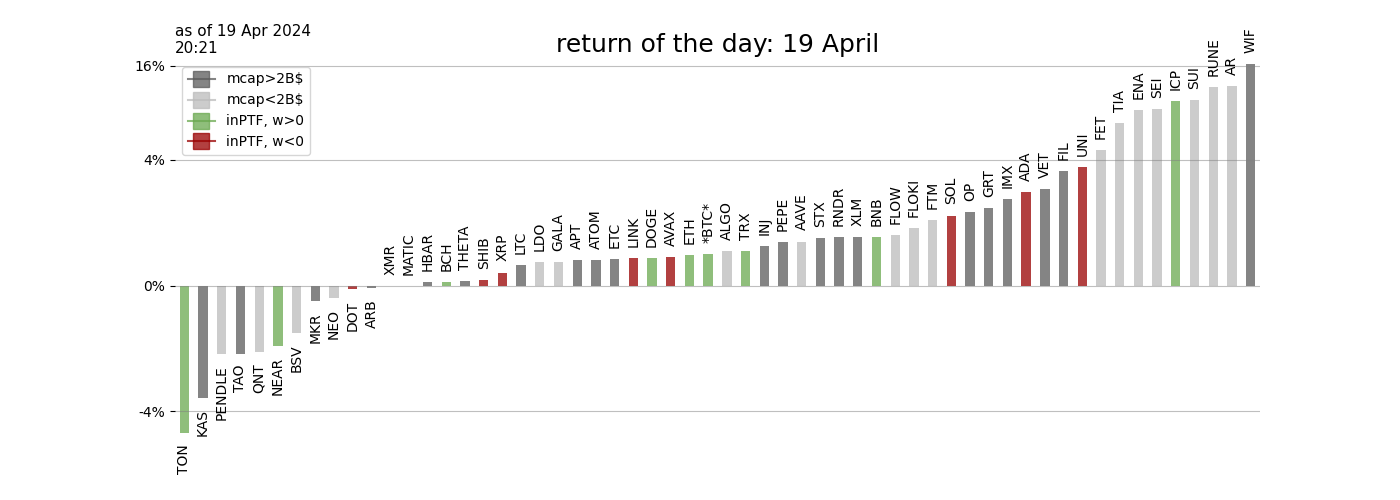 as of 19 Apr 2024
20:21
return of the day: 19 April
16%
4%
0%
-4%
mcap>2B$
mcap<2B$
inPTF, w>0
inPTF, w<0
TON
KAS
PENDLE
TAO
QNT
NEAR
BSV
MKR
NEO
DOT
ARB
XMR
MATIC
HBAR
BCH
THETA
SHIB
XRP
LTC
LDO
GALA
APT
ATOM
ETC
LINK
DOGE
AVAX
ETH
*BTC*
ALGO
TRX
INJ
PEPE
AAVE
STX
RNDR
XLM
BNB
FLOW
FLOKI
FTM
SOL
OP
GRT
IMX
ADA
VET
FIL
UNI
FET
TIA
ENA
SEI
ICP
SUI
RUNE
AR
WIF